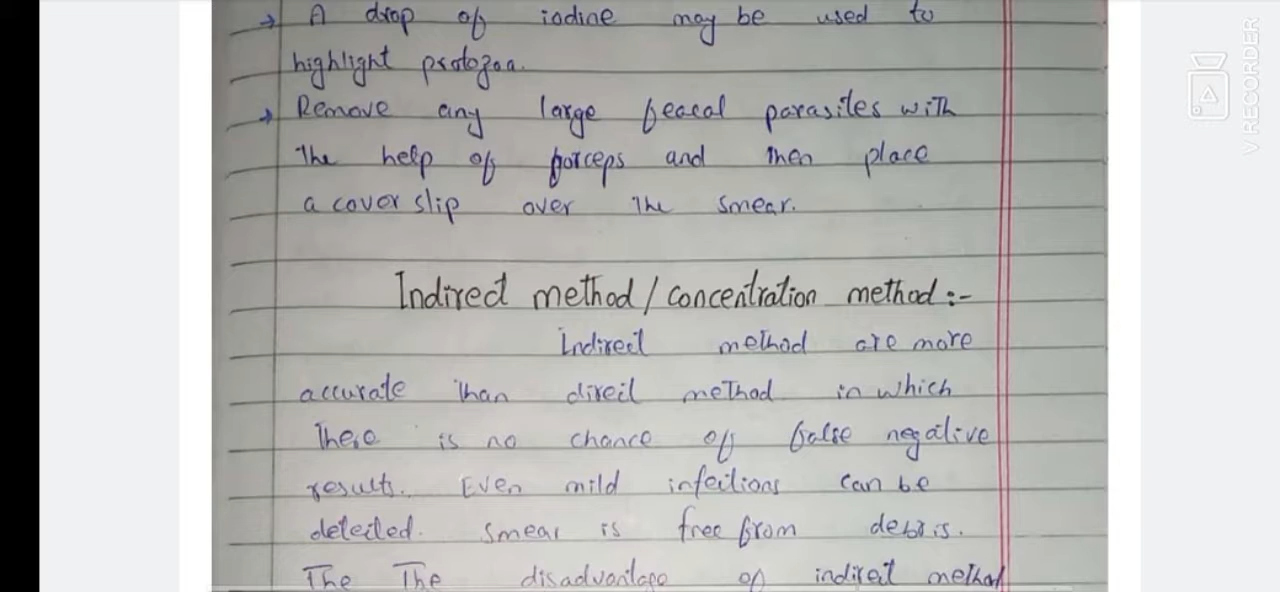 → A drop of iodine may be used to
highlight protozoa.
→ Remove any large feacal parasites with
the help of forceps and then place
a cover slip over the smear.
Indirect method / concentration method :-
Indirect method are more
accurate than direct method in which
There is no chance of false negative
results. Even mild infections can be
detected. Smear is free from debris.
The The disadvantage of indirect method
V RECORDER